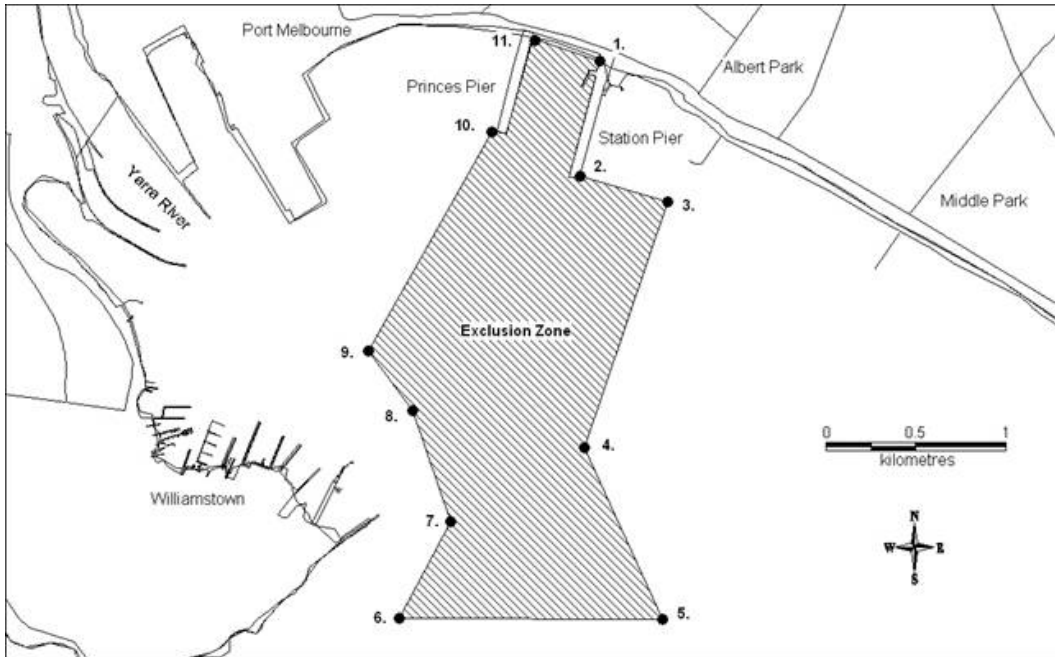 Port Melbourne
11.
1.
Albert Park
Princes Pier
10.
Station Pier
2.
Yarra River
3.
Middle Park
Exclusion Zone
9.
8.
0 0.5 1
kilometres
4.
Williamstown
7.
N
W E
S
6.
5.